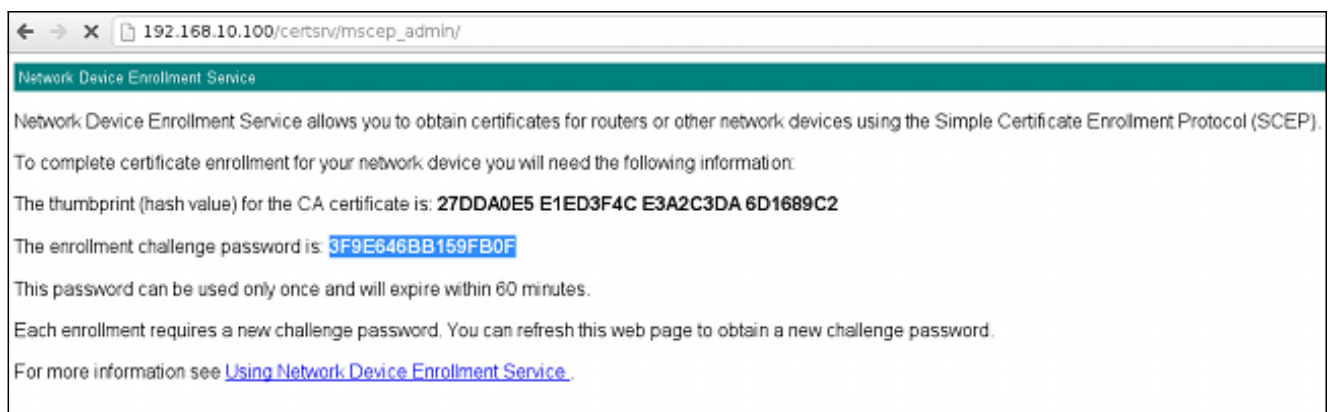 192.168.10.100/certsrv/mscep_admin/
Network Device Enrollment Service
Network Device Enrollment Service allows you to obtain certificates for routers or other network devices using the Simple Certificate Enrollment Protocol (SCEP).
To complete certificate enrollment for your network device you will need the following information:
The thumbprint (hash value) for the CA certificate is: 27DDA0E5 E1ED3F4C E3A2C3DA 6D1689C2
The enrollment challenge password is: 3F9E646BB159FB0F
This password can be used only once and will expire within 60 minutes.
Each enrollment requires a new challenge password. You can refresh this web page to obtain a new challenge password.
For more information see Using Network Device Enrollment Service .